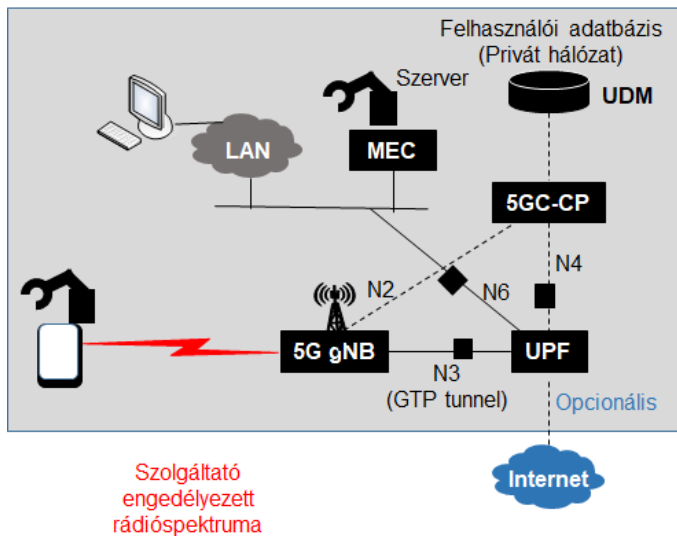 Felhasználói adatbázis
(Privát hálózat)
Szerver
UDM
LAN
MEC
5GC-CP
N2
N6
N4
5G gNB
UPF
N3
(GTP tunnel)
Opcionális
Internet
Szolgáltató
engedélyezett
rádióspektruma